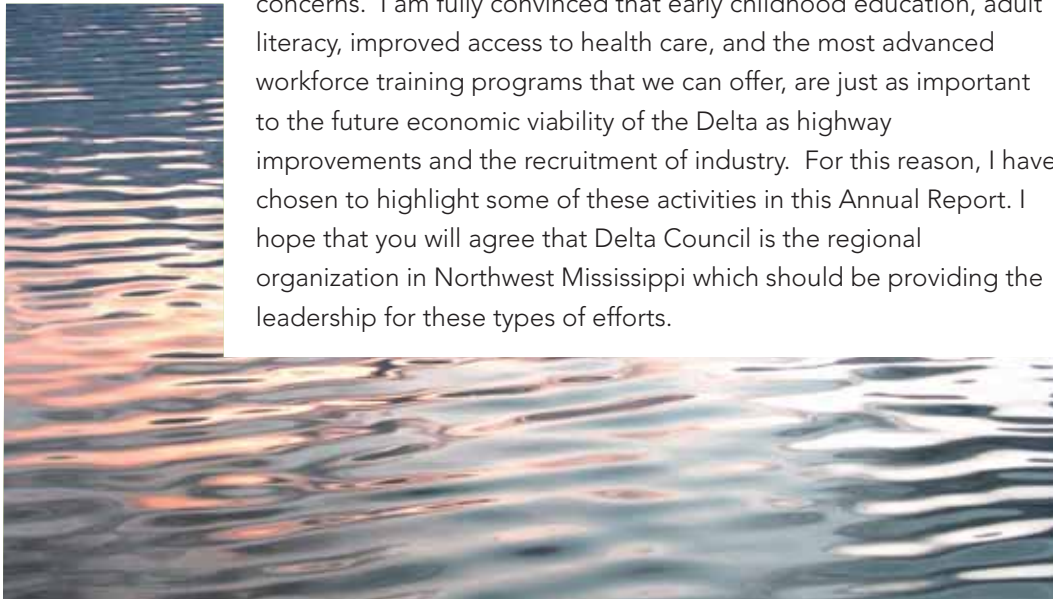 concerns.  I am fully convinced that early childhood education, adult
literacy, improved access to health care, and the most advanced
workforce training programs that we can offer, are just as important
to the future economic viability of the Delta as highway
improvements and the recruitment of industry.  For this reason, I have
chosen to highlight some of these activities in this Annual Report. I
hope that you will agree that Delta Council is the regional
organization in Northwest Mississippi which should be providing the
leadership for these types of efforts.